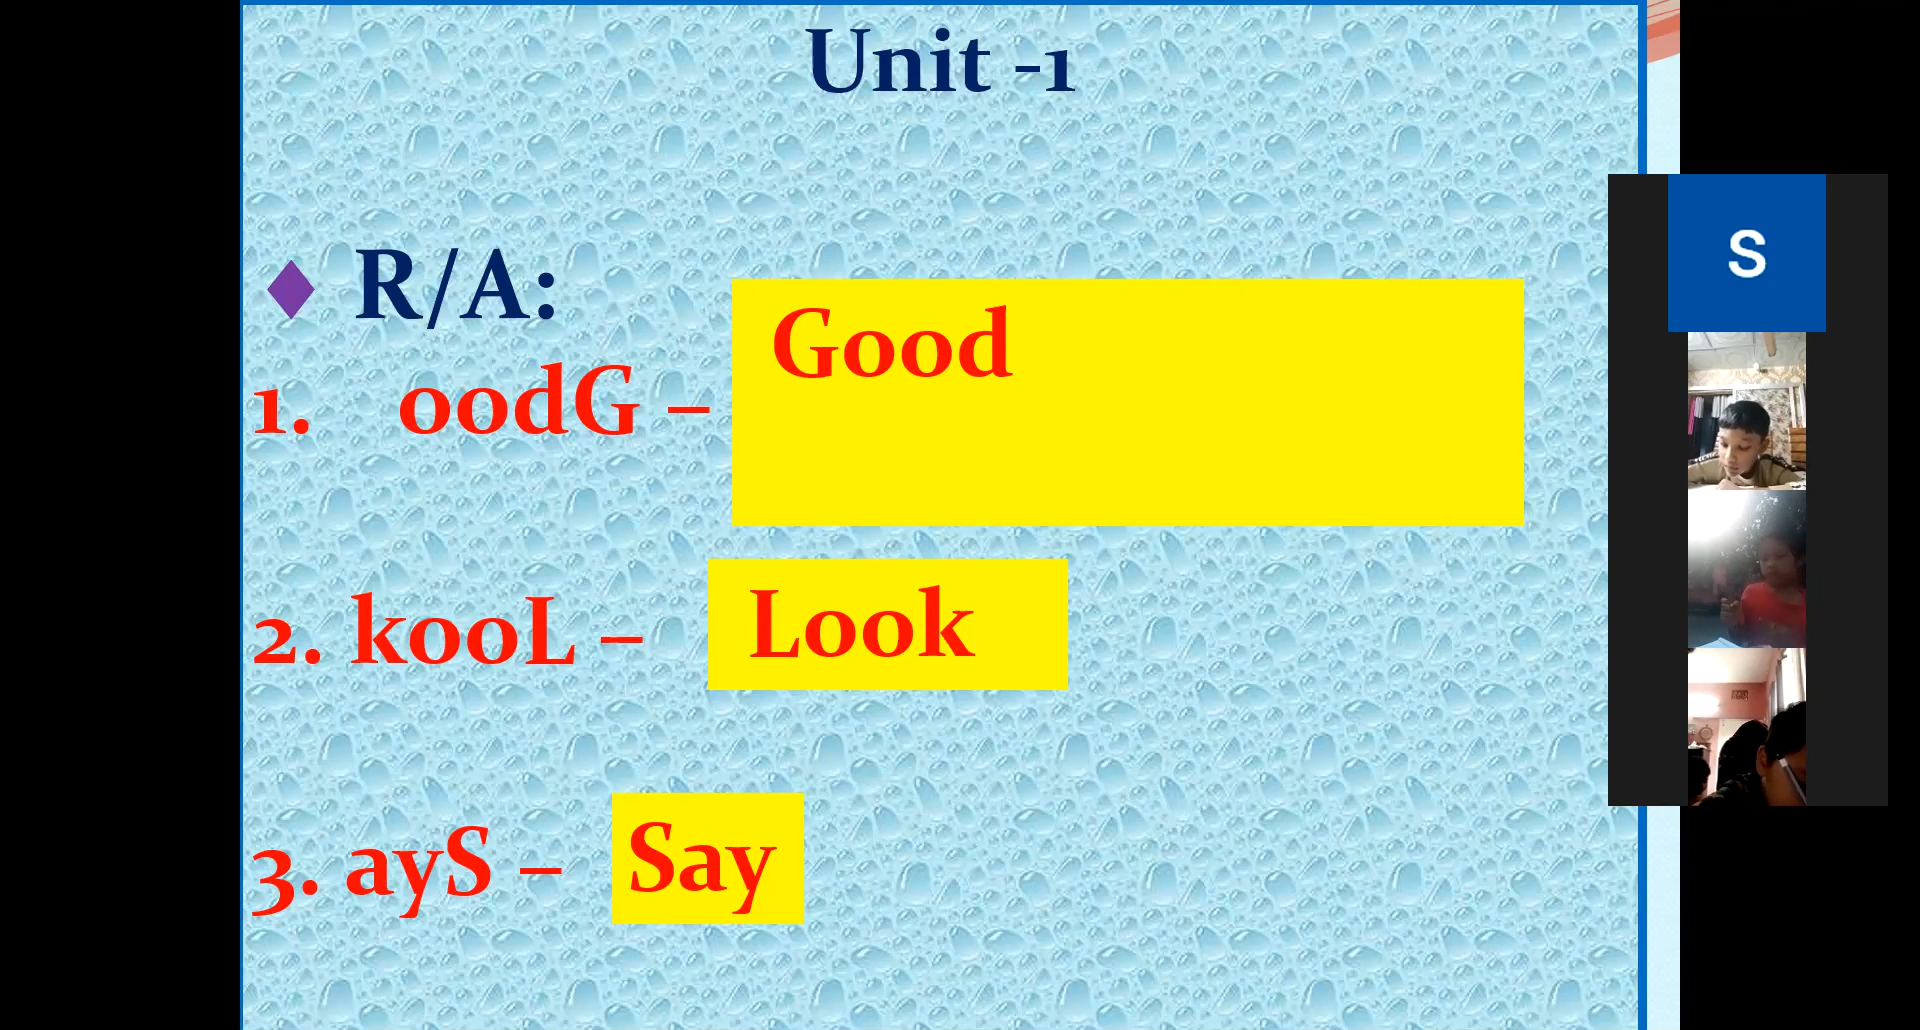 Unit -1
R/A:
1. oodG – Good
2. kooL – Look
3. ayS – Say
S